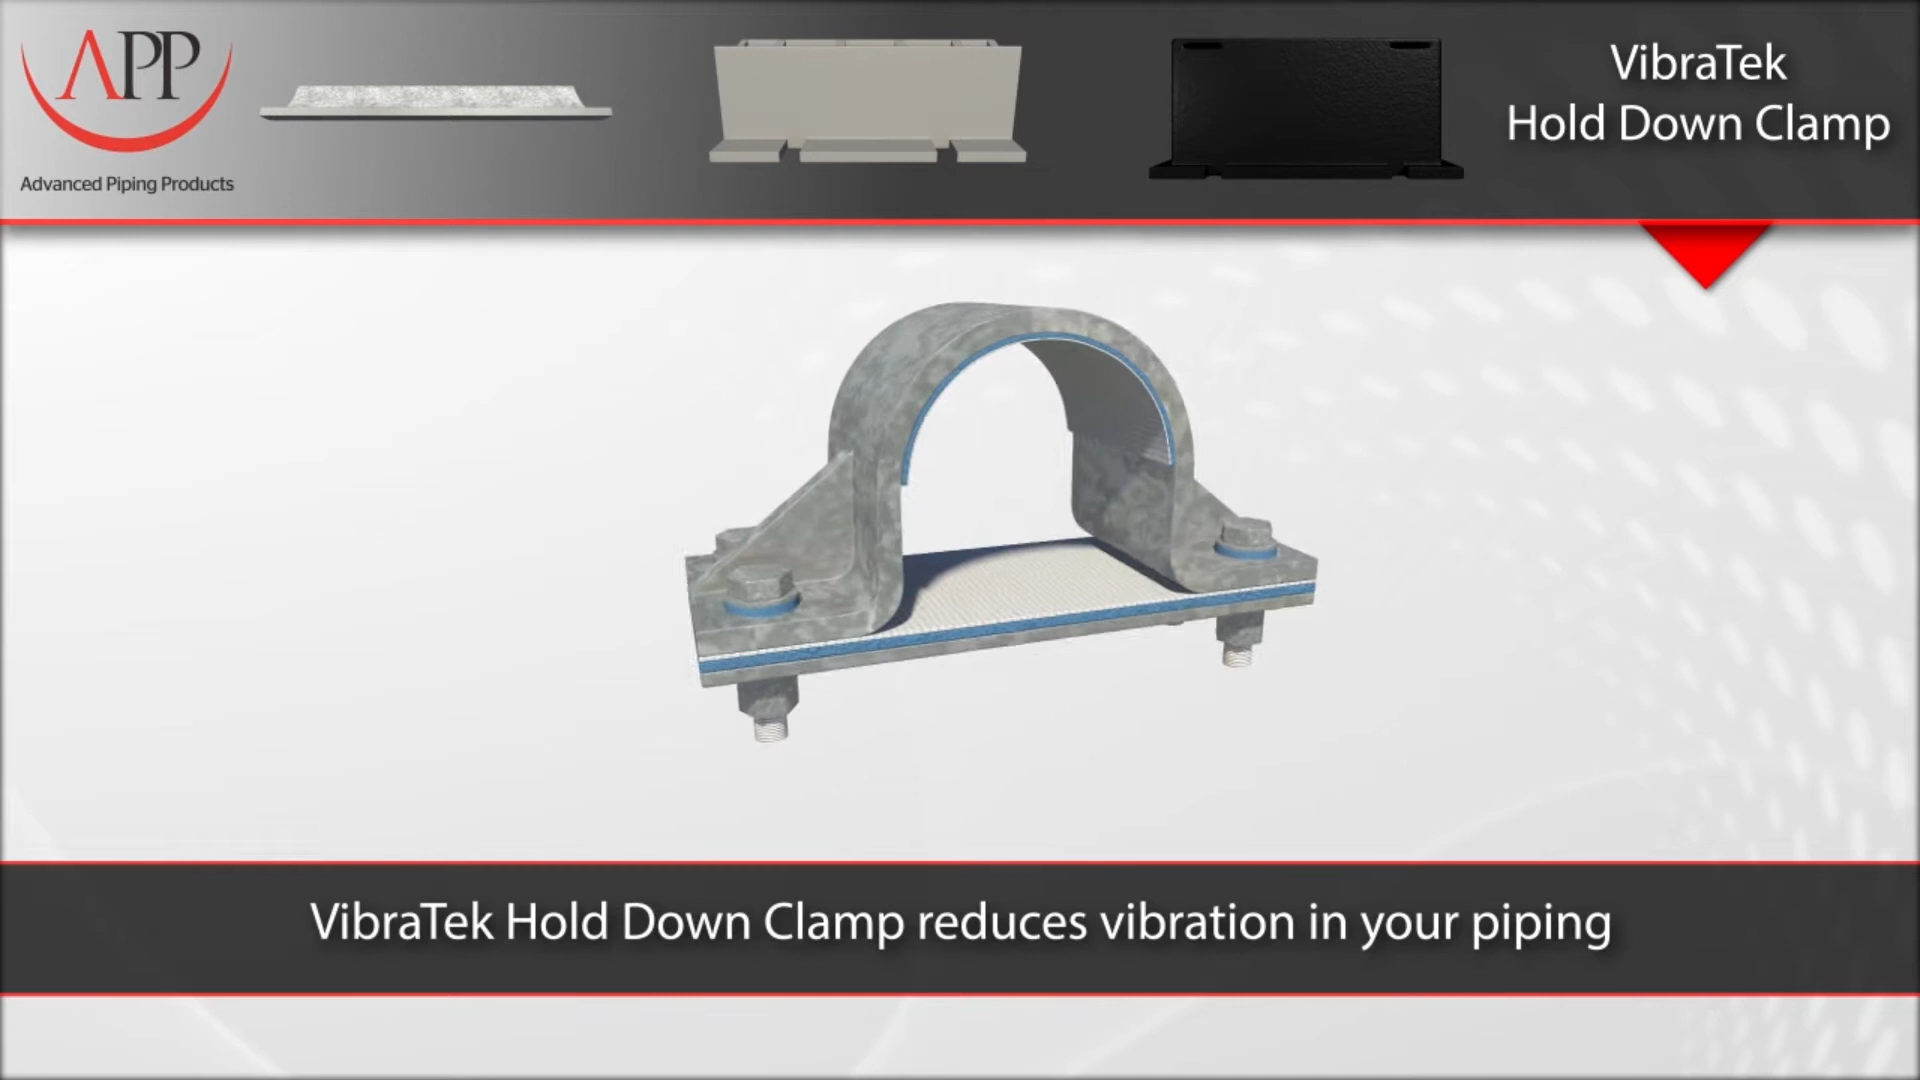 APP
Advanced Piping Products
VibraTek
Hold Down Clamp
VibraTek Hold Down Clamp reduces vibration in your piping